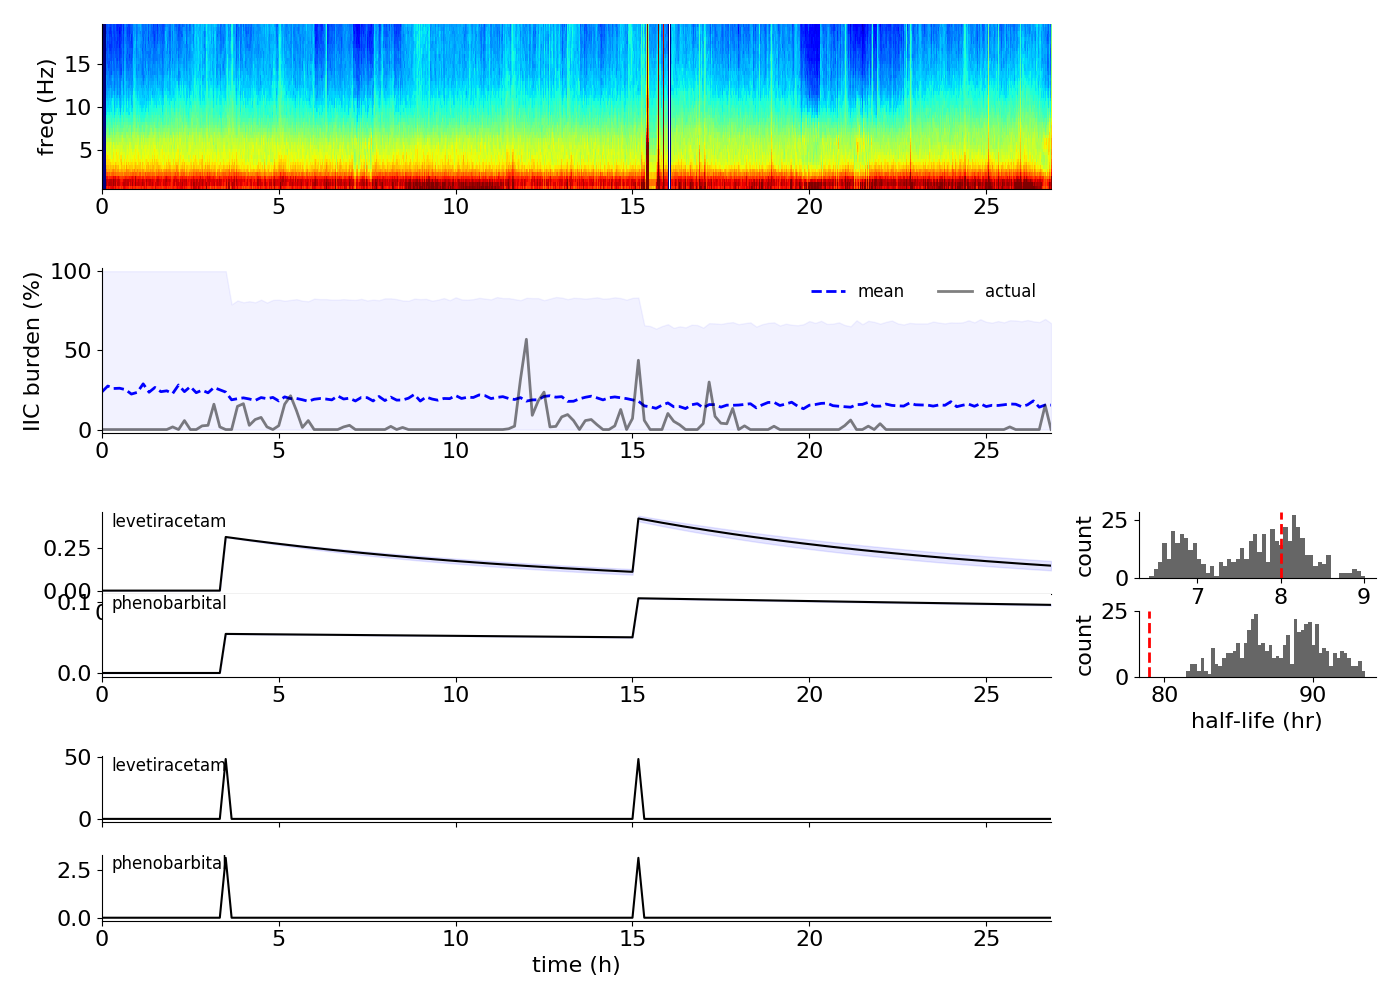 freq (Hz)
15
10
5
0 5 10 15 20 25
IIC burden (%)
100
50
0
mean actual
0 5 10 15 20 25
levetiracetam
0.25
0.00
count
25
0
7 8 9
phenobarbital
0.1
0.0
0 5 10 15 20 25
count
25
0
80 90
half-life (hr)
levetiracetam
50
0
phenobarbital
2.5
0.0
0 5 10 15 20 25
time (h)